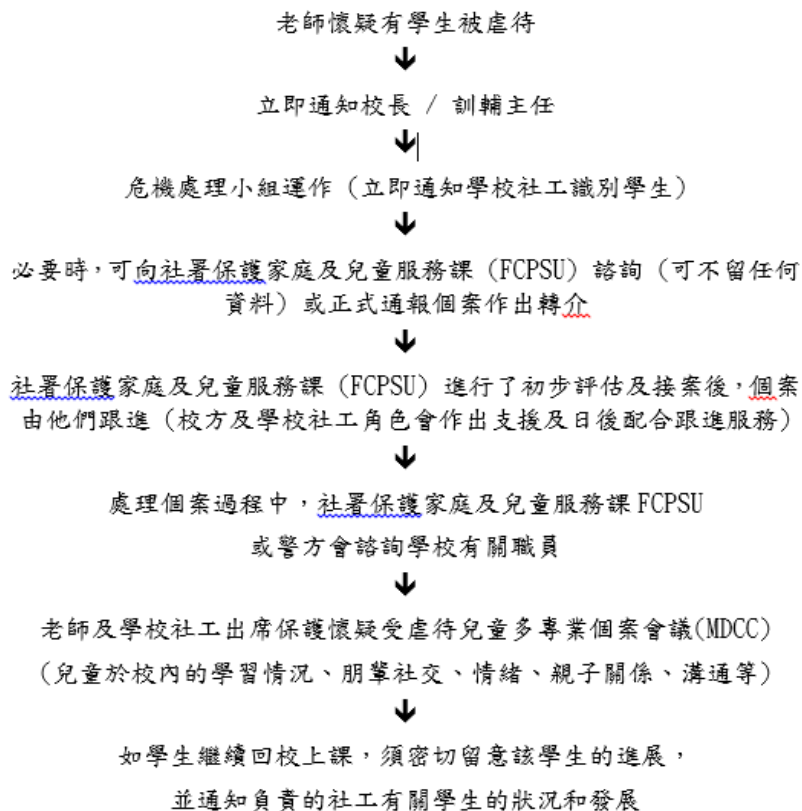 老師懷疑有學生被虐待
↓
立即通知校長 / 訓輔主任
↓
危機處理小組運作（立即通知學校社工識別學生）
↓
必要時，可向社署保護家庭及兒童服務課（FCPSU）諮詢（可不留任何
資料）或正式通報個案作出轉介
↓
社署保護家庭及兒童服務課（FCPSU）進行了初步評估及接案後，個案
由他們跟進（校方及學校社工角色會作出支援及日後配合跟進服務）
↓
處理個案過程中，社署保護家庭及兒童服務課 FCPSU
或警方會諮詢學校有關職員
↓
老師及學校社工出席保護懷疑受虐待兒童多專業個案會議(MDCC)
（兒童於校內的學習情況、朋輩社交、情緒、親子關係、溝通等）
↓
如學生繼續回校上課，須密切留意該學生的進展，
並通知負責的社工有關學生的狀況和發展